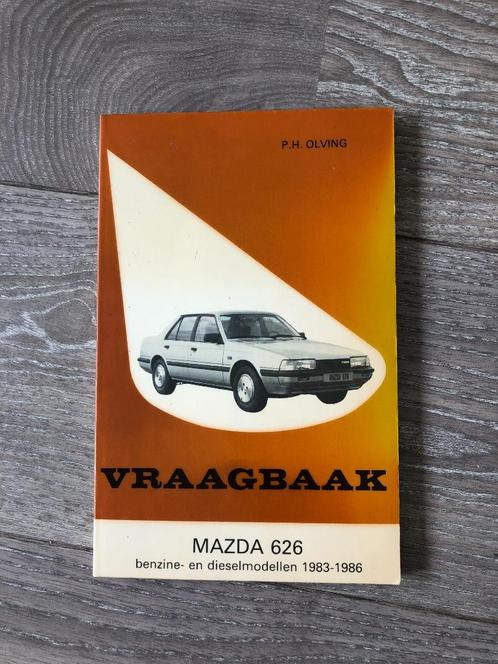 P.H. OLVING
VRAAGBAAK
MAZDA 626
benzine- en dieselmodellen 1983-1986